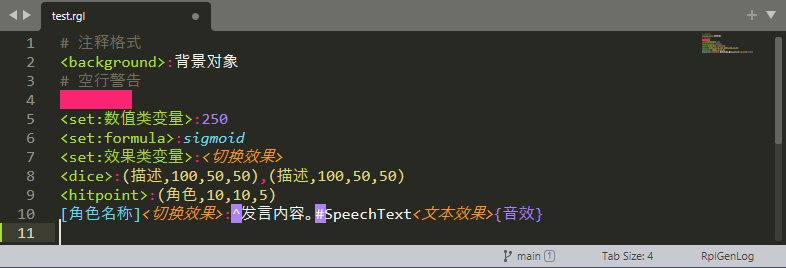 test.rgl
1 # 注释格式
2 <background>:背景对象
3 # 空行警告
4
5 <set:数值类变量>:250
6 <set:formula>:sigmoid
7 <set:效果类变量>:<切换效果>
8 <dice>:(描述,100,50,50),(描述,100,50,50)
9 <hitpoint>:(角色,10,10,5)
10 [角色名称]<切换效果>:^发言内容。#SpeechText<文本效果>{音效}
11
main 1 Tab Size: 4 RplGenLog